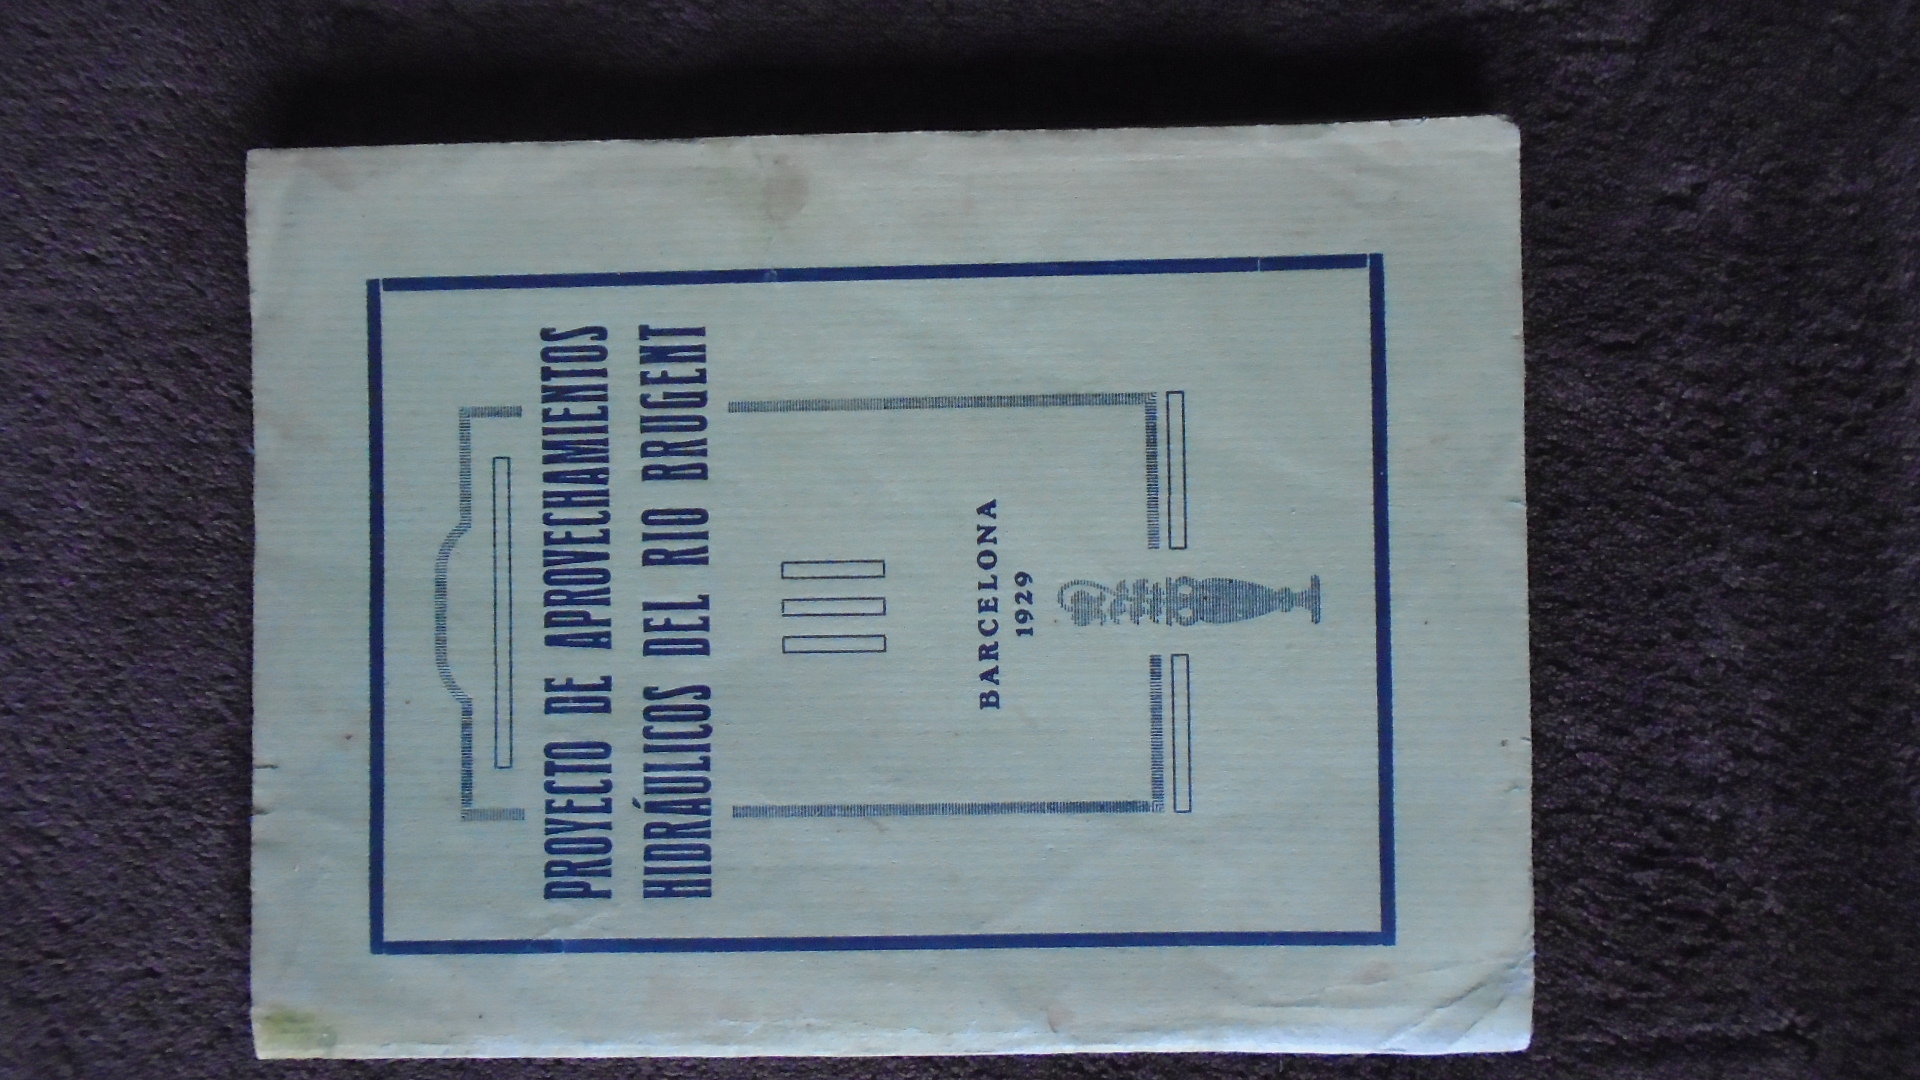 PROYECTO DE APROVECHAMIENTOS
HIDRÁULICOS DEL RIO BRUGENT
BARCELONA
1929